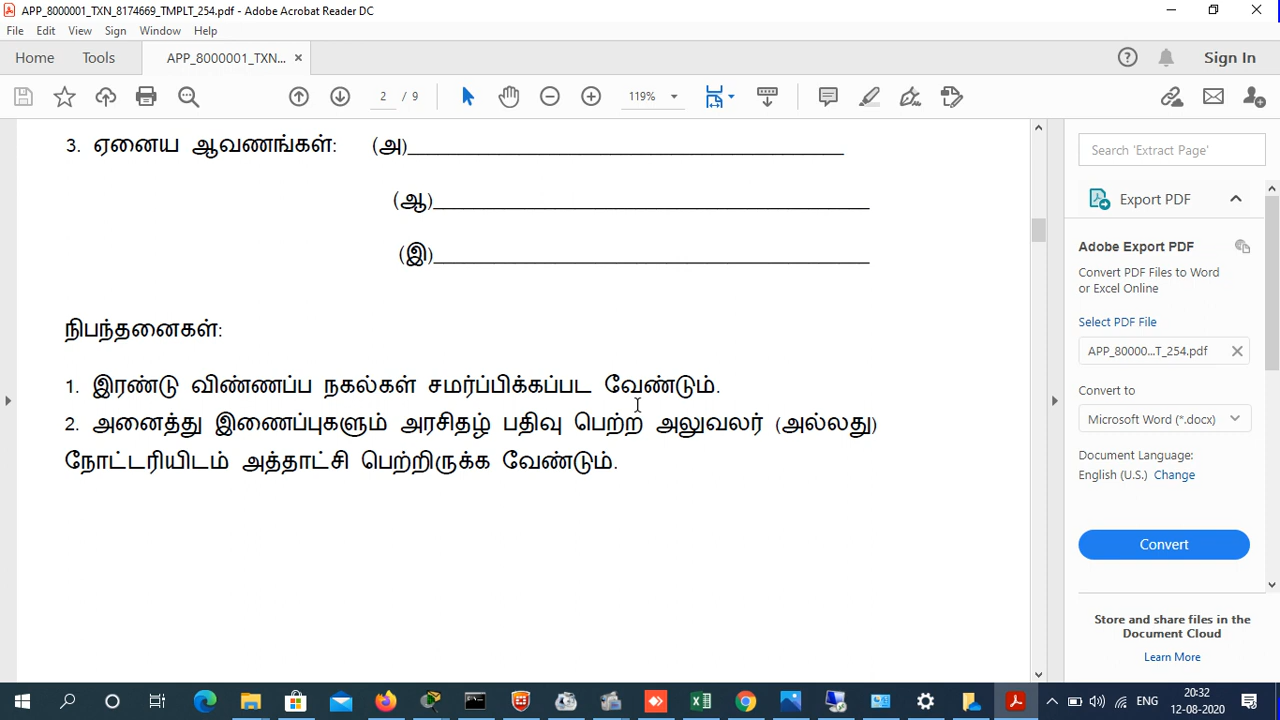 APP_8000001_TXN_8174669_TMPLT_254.pdf - Adobe Acrobat Reader DC
File Edit View Sign Window Help
Home Tools APP_8000001_TXN... ×
Sign In
2 / 9 119%
3. ஏனைய ஆவணங்கள்: (அ)_____________________________________
(ஆ)_____________________________________
(இ)_____________________________________
நிபந்தனைகள்:
1. இரண்டு விண்ணப்ப நகல்கள் சமர்ப்பிக்கப்பட வேண்டும்.
2. அனைத்து இணைப்புகளும் அரசிதழ் பதிவு பெற்ற அலுவலர் (அல்லது)
நோட்டரியிடம் அத்தாட்சி பெற்றிருக்க வேண்டும்.
Search 'Extract Page'
Export PDF
Adobe Export PDF
Convert PDF Files to Word
or Excel Online
Select PDF File
APP_80000...T_254.pdf
Convert to
Microsoft Word (*.docx)
Document Language:
English (U.S.) Change
Convert
Store and share files in the
Document Cloud
Learn More
ENG
20:32
12-08-2020